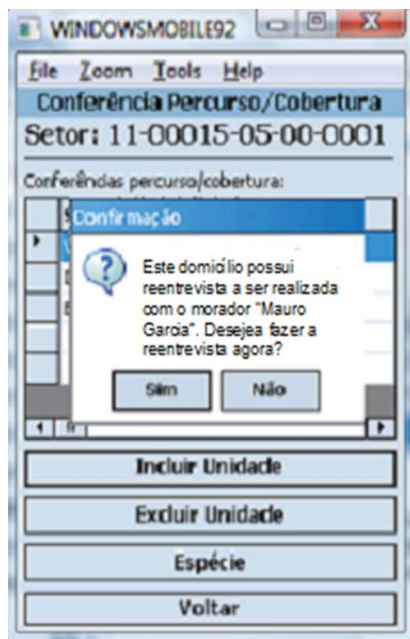 WINDOWSMOBILE92
File Zoom Tools Help
Conferência Percurso/Cobertura
Setor: 11-00015-05-00-0001
Conferências percurso/cobertura:
Confirmação
Este domicílio possui
reentrevista a ser realizada
com o morador "Mauro
Garcia". Desejea fazer a
reentrevista agora?
Sim Não
Incluir Unidade
Excluir Unidade
Espécie
Voltar